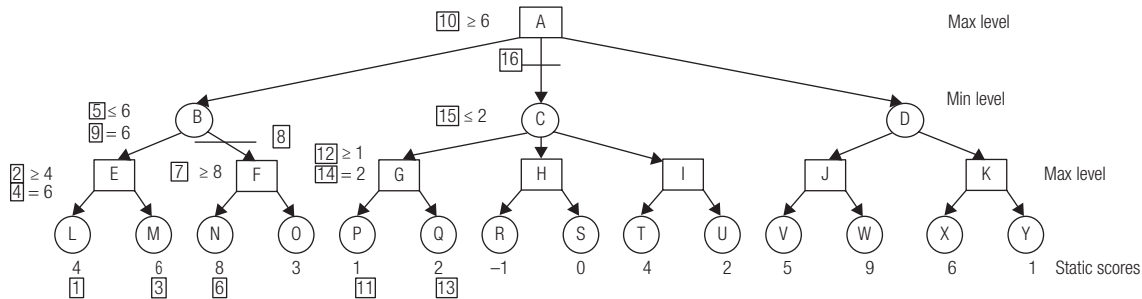 10 ≥ 6 A Max level
16
Min level
B C D
5 ≤ 6 8 15 ≤ 2
9 = 6
12 ≥ 1
2 ≥ 4 E 7 ≥ 8 F 14 = 2 G H I J K Max level
4 = 6
L M N O P Q R S T U V W X Y
4 6 8 3 1 2 –1 0 4 2 5 9 6 1 Static scores
1 3 6 11 13